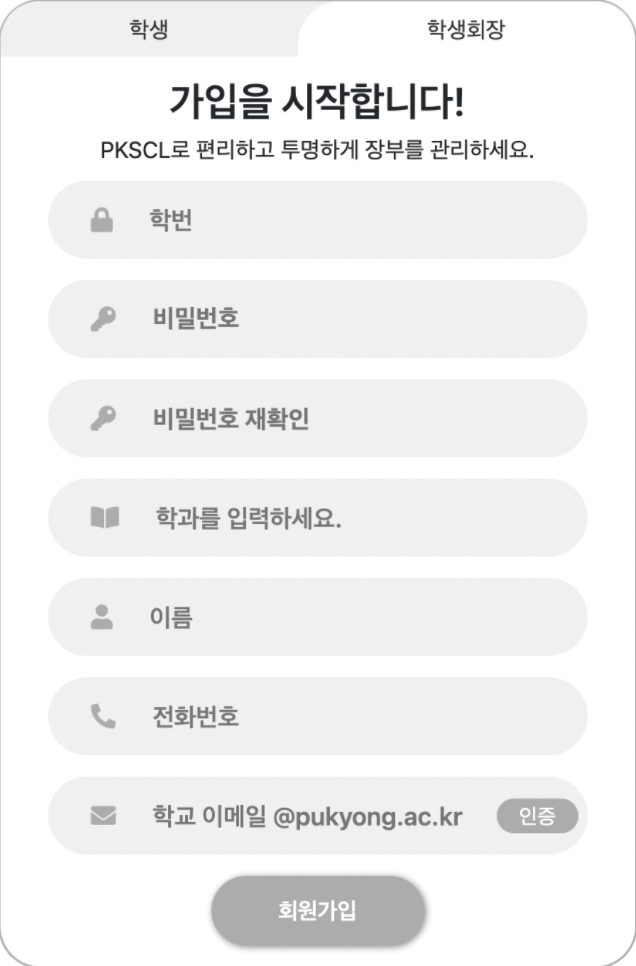 학생
학생회장
가입을 시작합니다!
PKSCL로 편리하고 투명하게 장부를 관리하세요.
학번
비밀번호
비밀번호 재확인
학과를 입력하세요.
이름
전화번호
학교 이메일 @pukyong.ac.kr
인증
회원가입